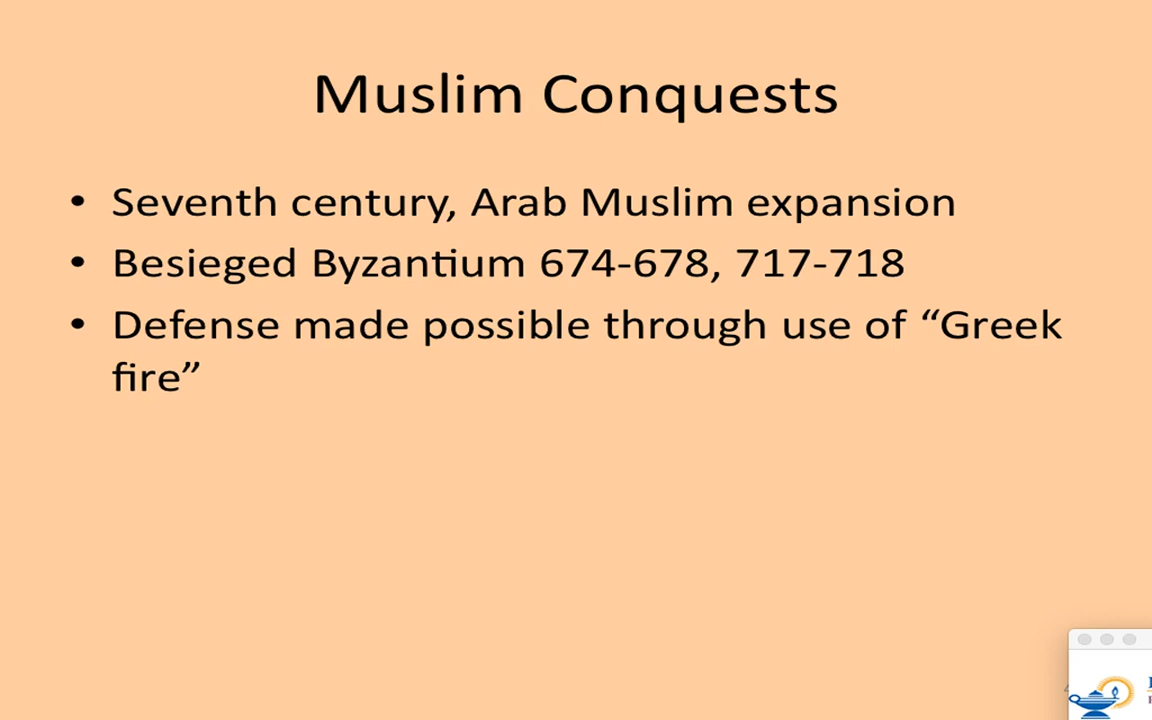 Muslim Conquests
• Seventh century, Arab Muslim expansion
• Besieged Byzantium 674-678, 717-718
• Defense made possible through use of “Greek
fire”